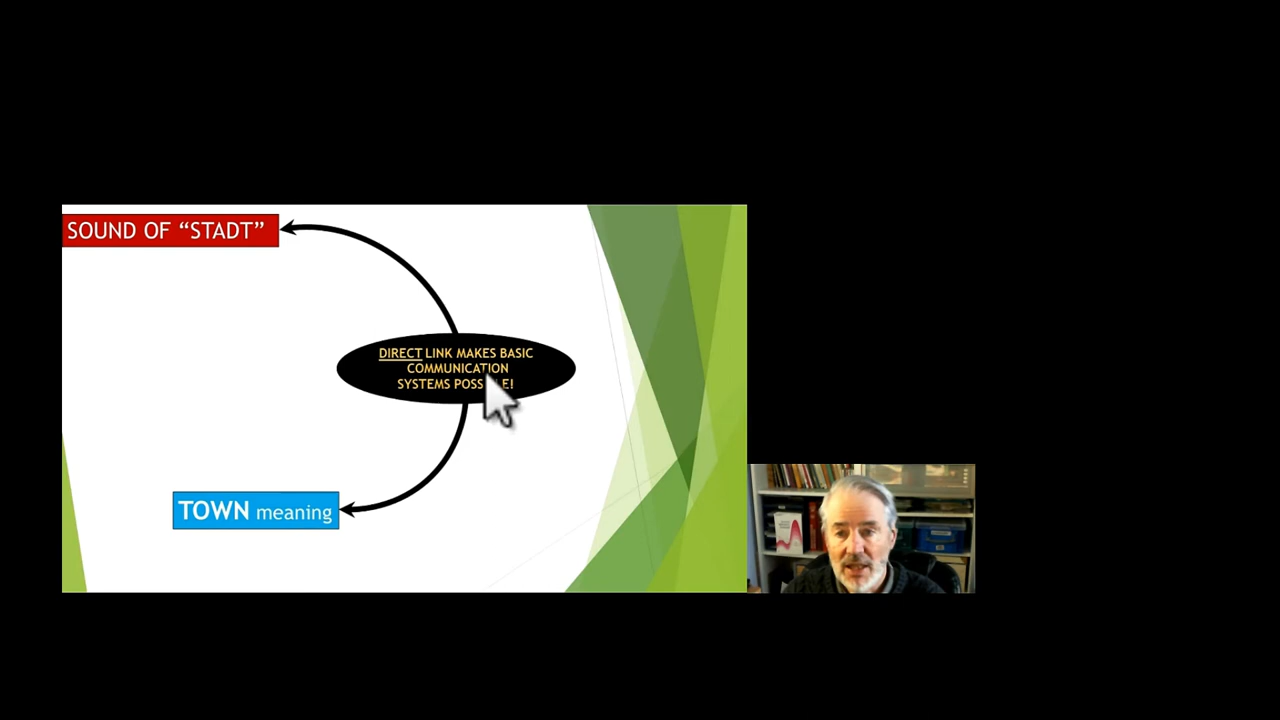 SOUND OF “STADT”
DIRECT LINK MAKES BASIC
COMMUNICATION
SYSTEMS
TOWN meaning